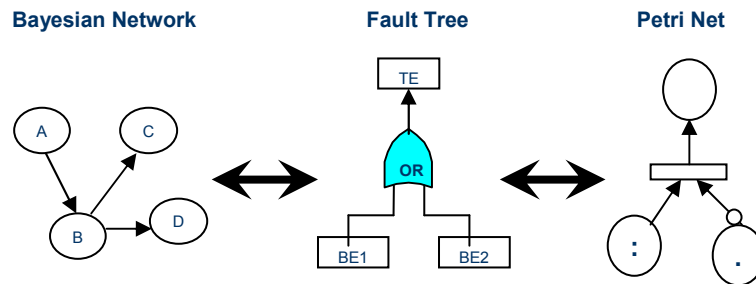 Bayesian Network
Fault Tree
Petri Net
TE
A
C
OR
B
D
BE1
BE2
:
.